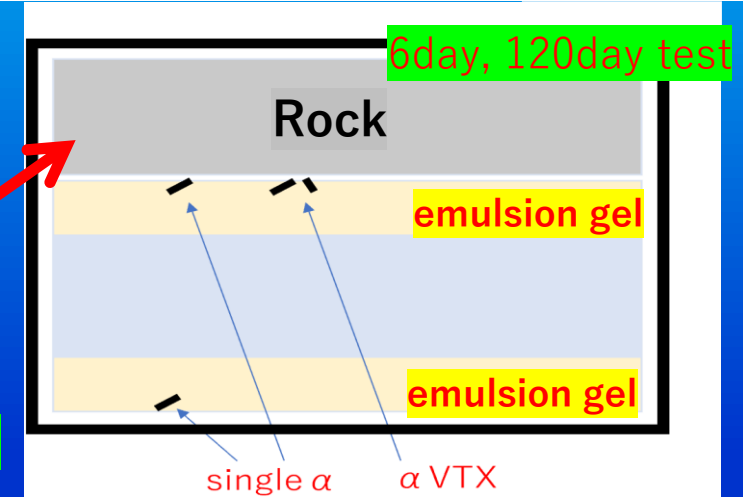 6day, 120day test
Rock
emulsion gel
emulsion gel
single α
α VTX